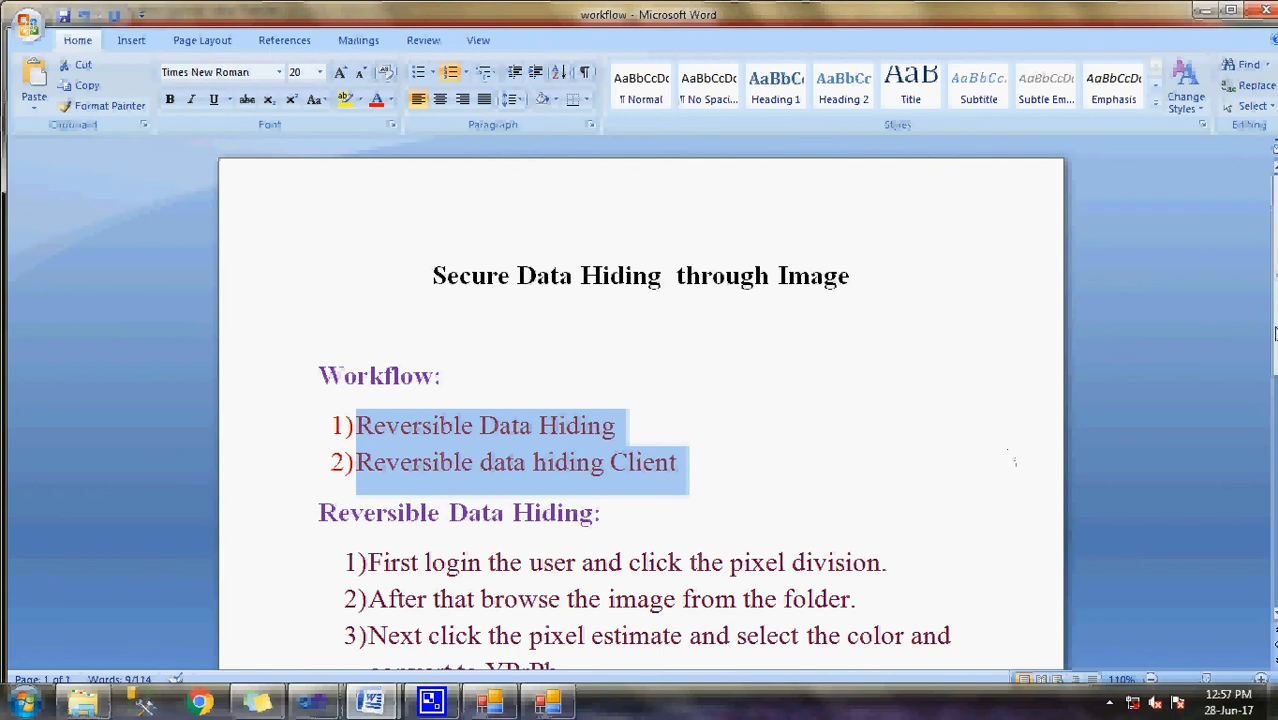 workflow - Microsoft Word
Home Insert Page Layout References Mailings Review View
Cut
Copy
Format Painter
Paste
Clipboard
Times New Roman 20
Font
Paragraph
AaBbCcDc AaBbCcDc AaBbC AaBbCc AaB AaBbCc. AaBbCcDc AaBbCcDc
¶ Normal ¶ No Spaci... Heading 1 Heading 2 Title Subtitle Subtle Em... Emphasis
Change Styles
Styles
Find
Replace
Select
Editing
Secure Data Hiding through Image
Workflow:
1)Reversible Data Hiding
2)Reversible data hiding Client
Reversible Data Hiding:
1)First login the user and click the pixel division.
2)After that browse the image from the folder.
3)Next click the pixel estimate and select the color and
convert to YPrPb
Page: 1 of 1 Words: 9/114 110%
12:57 PM
28-Jun-17